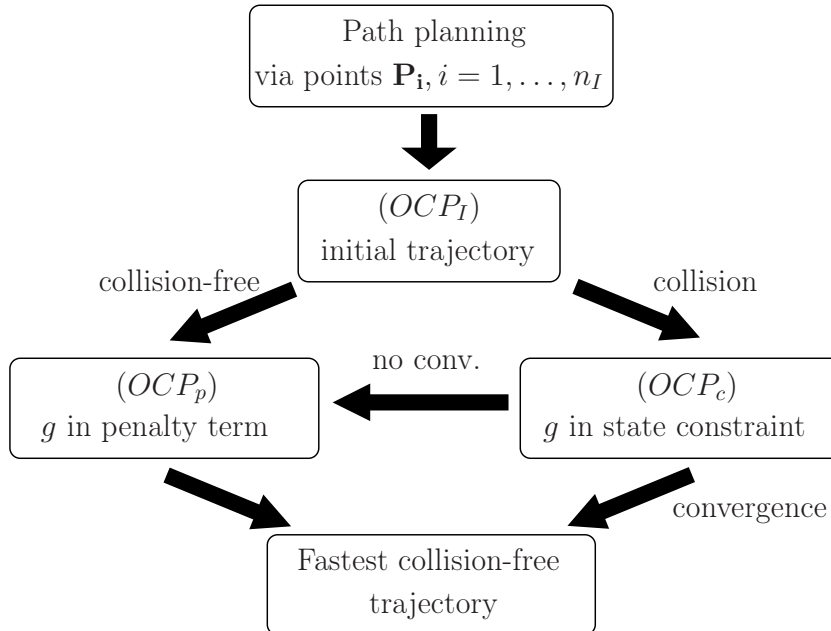 Path planning
via points P_i, i = 1, . . . , n_I
(OCP_I)
initial trajectory
collision-free
collision
no conv.
(OCP_p)
g in penalty term
(OCP_c)
g in state constraint
convergence
Fastest collision-free
trajectory